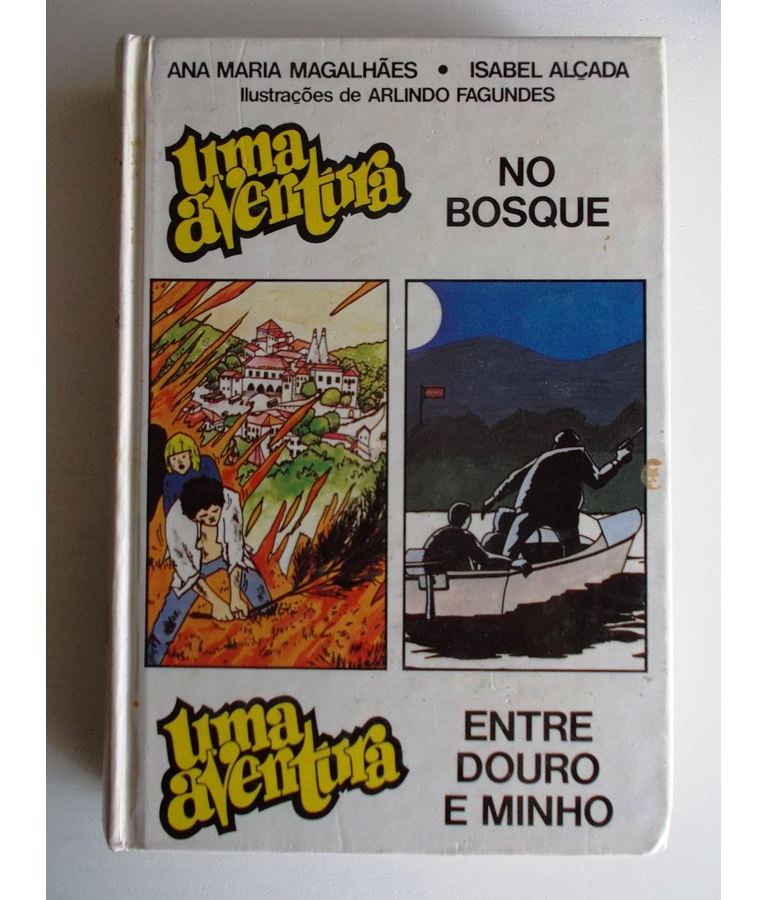 ANA MARIA MAGALHÃES • ISABEL ALÇADA
Ilustrações de ARLINDO FAGUNDES
uma
aventura
NO
BOSQUE
uma
aventura
ENTRE
DOURO
E MINHO